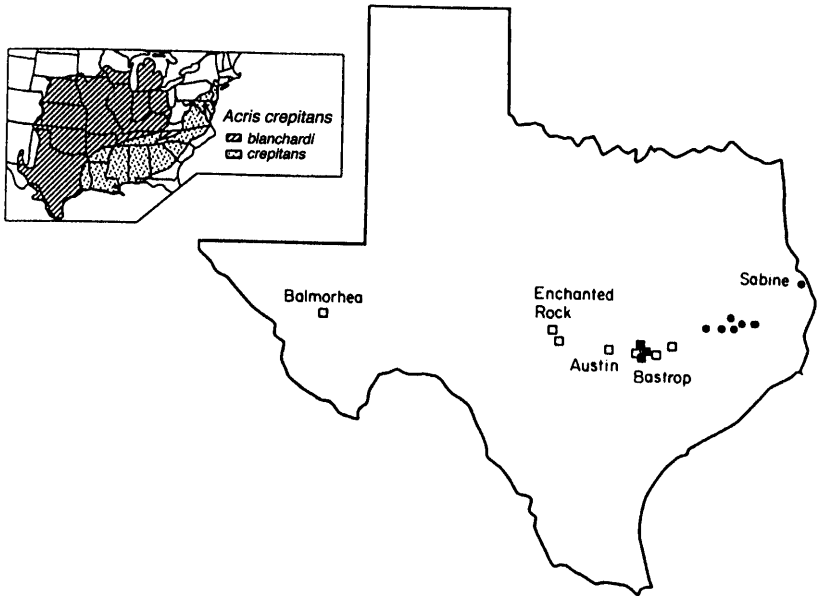 Acris crepitans
blanchardi
crepitans
Sabine
Balmorhea
Enchanted
Rock
Austin
Bastrop